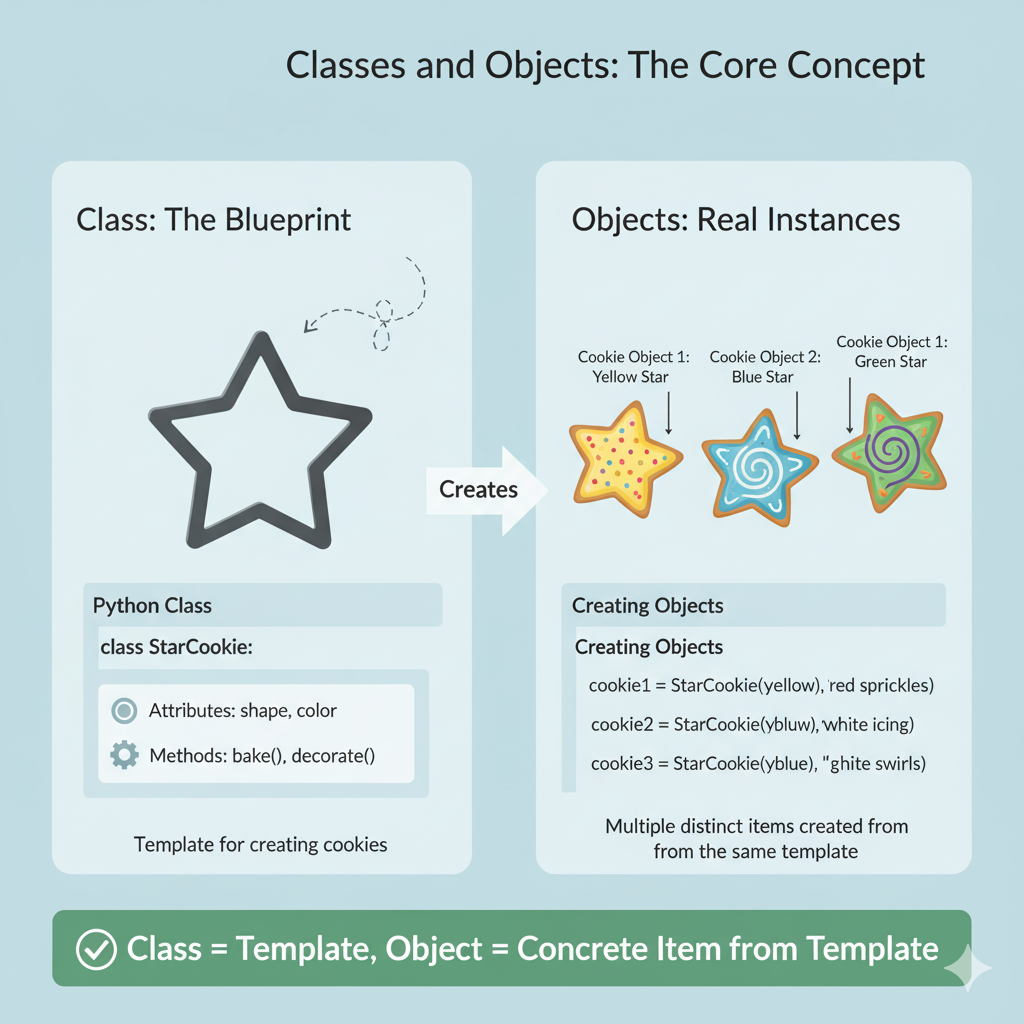 Classes and Objects: The Core Concept
Class: The Blueprint
Python Class
class StarCookie:
Attributes: shape, color
Methods: bake(), decorate()
Template for creating cookies
Creates
Objects: Real Instances
Cookie Object 1:
Yellow Star
Cookie Object 2:
Blue Star
Cookie Object 1:
Green Star
Creating Objects
Creating Objects
cookie1 = StarCookie(yellow), 'red sprickles)
cookie2 = StarCookie(ybluw), 'white icing)
cookie3 = StarCookie(yblue), "ghite swirls)
Multiple distinct items created from
from the same template
Class = Template, Object = Concrete Item from Template